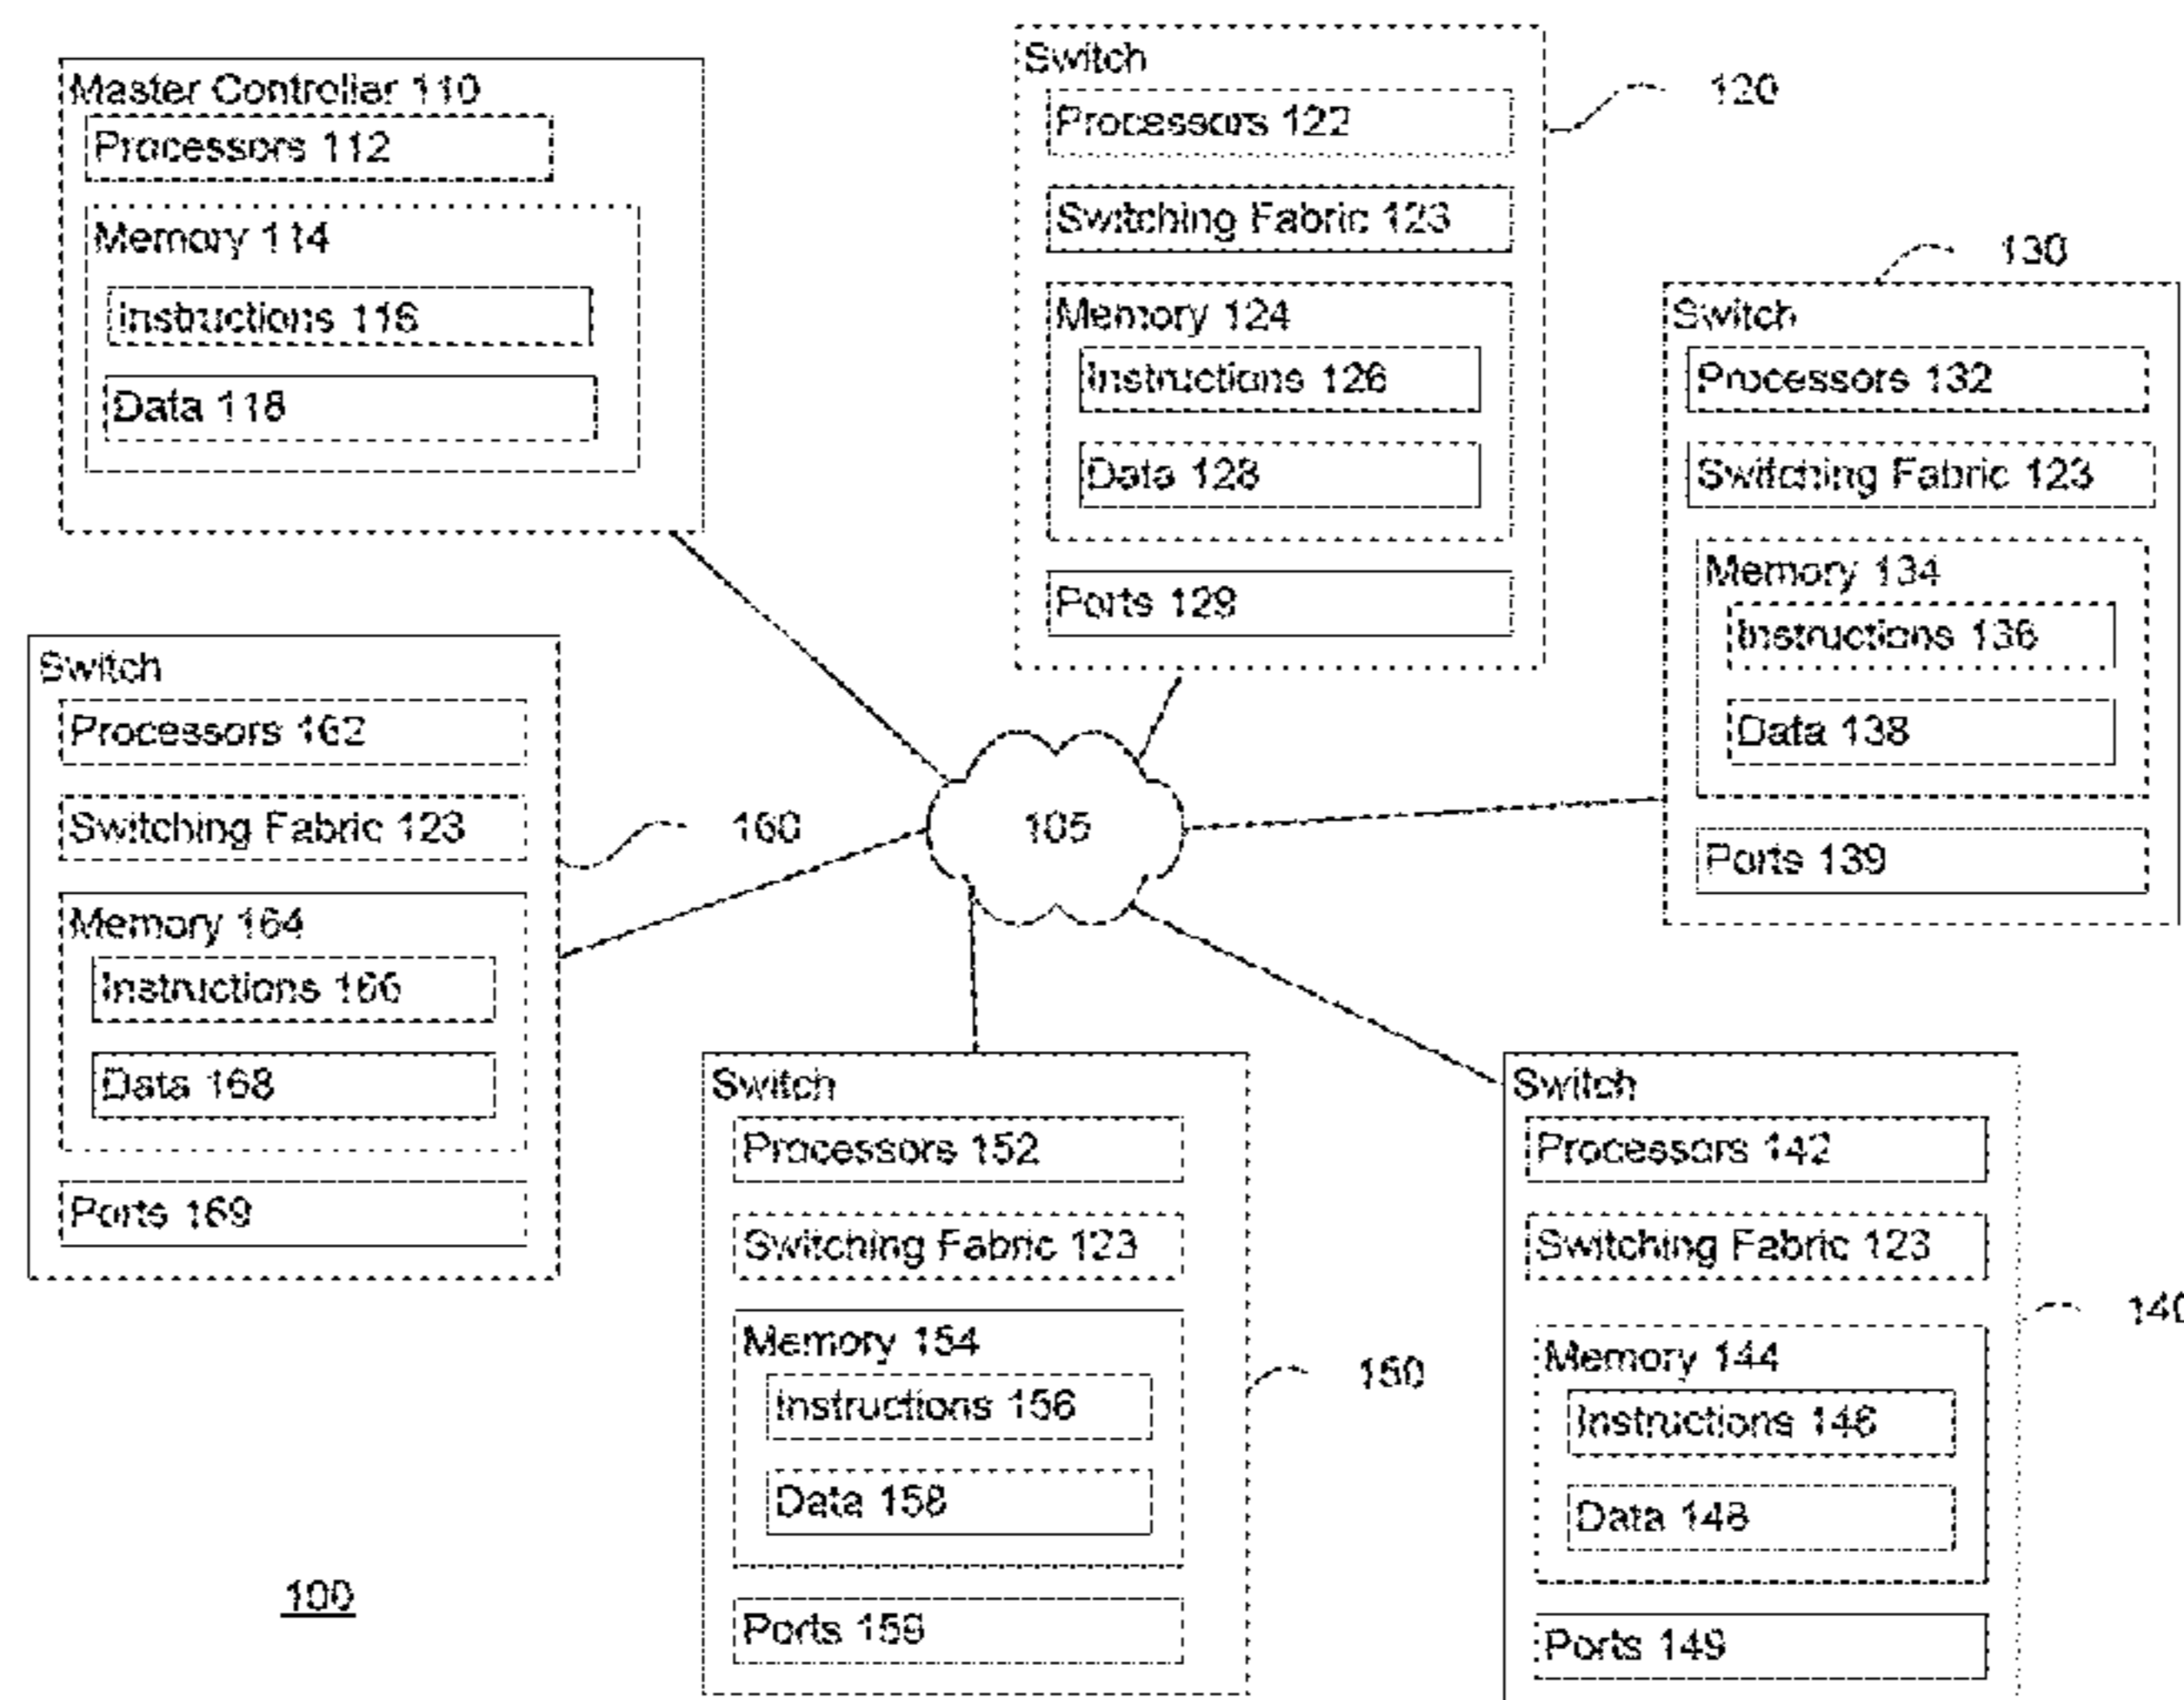 Master Controller 110
Processors 112
Memory 114
Instructions 116
Data 118
Switch
120
Processors 122
Switching Fabric 123
Memory 124
Instructions 126
Data 128
Ports 129
130
Switch
Processors 132
Switching Fabric 123
Memory 134
Instructions 136
Data 138
Ports 139
Switch
Processors 162
Switching Fabric 123
160
Memory 164
Instructions 166
Data 168
Ports 169
105
Switch
Processors 152
Switching Fabric 123
Memory 154
150
Instructions 156
Data 158
Ports 159
Switch
Processors 142
Switching Fabric 123
140
Memory 144
Instructions 146
Data 148
Ports 149
100